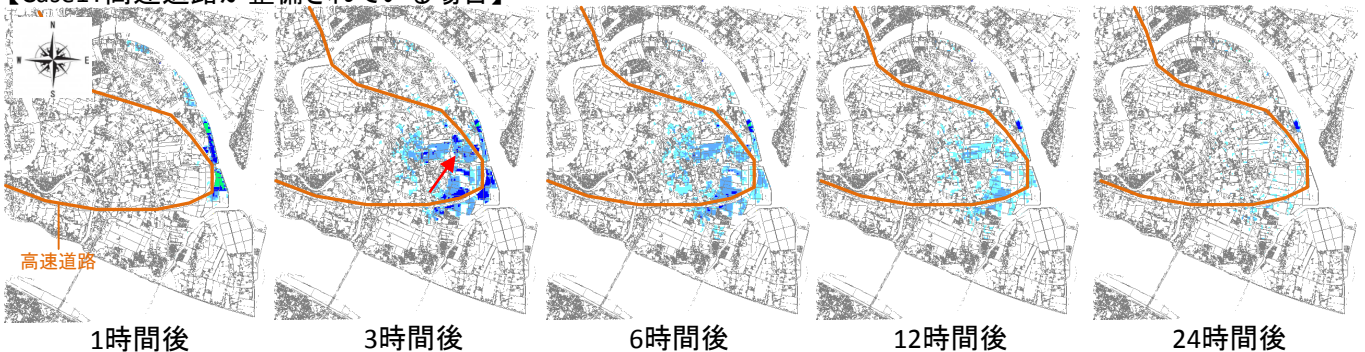 【Case1:高速道路が整備されている場合】
N
W E
S
高速道路
1時間後
3時間後
6時間後
12時間後
24時間後